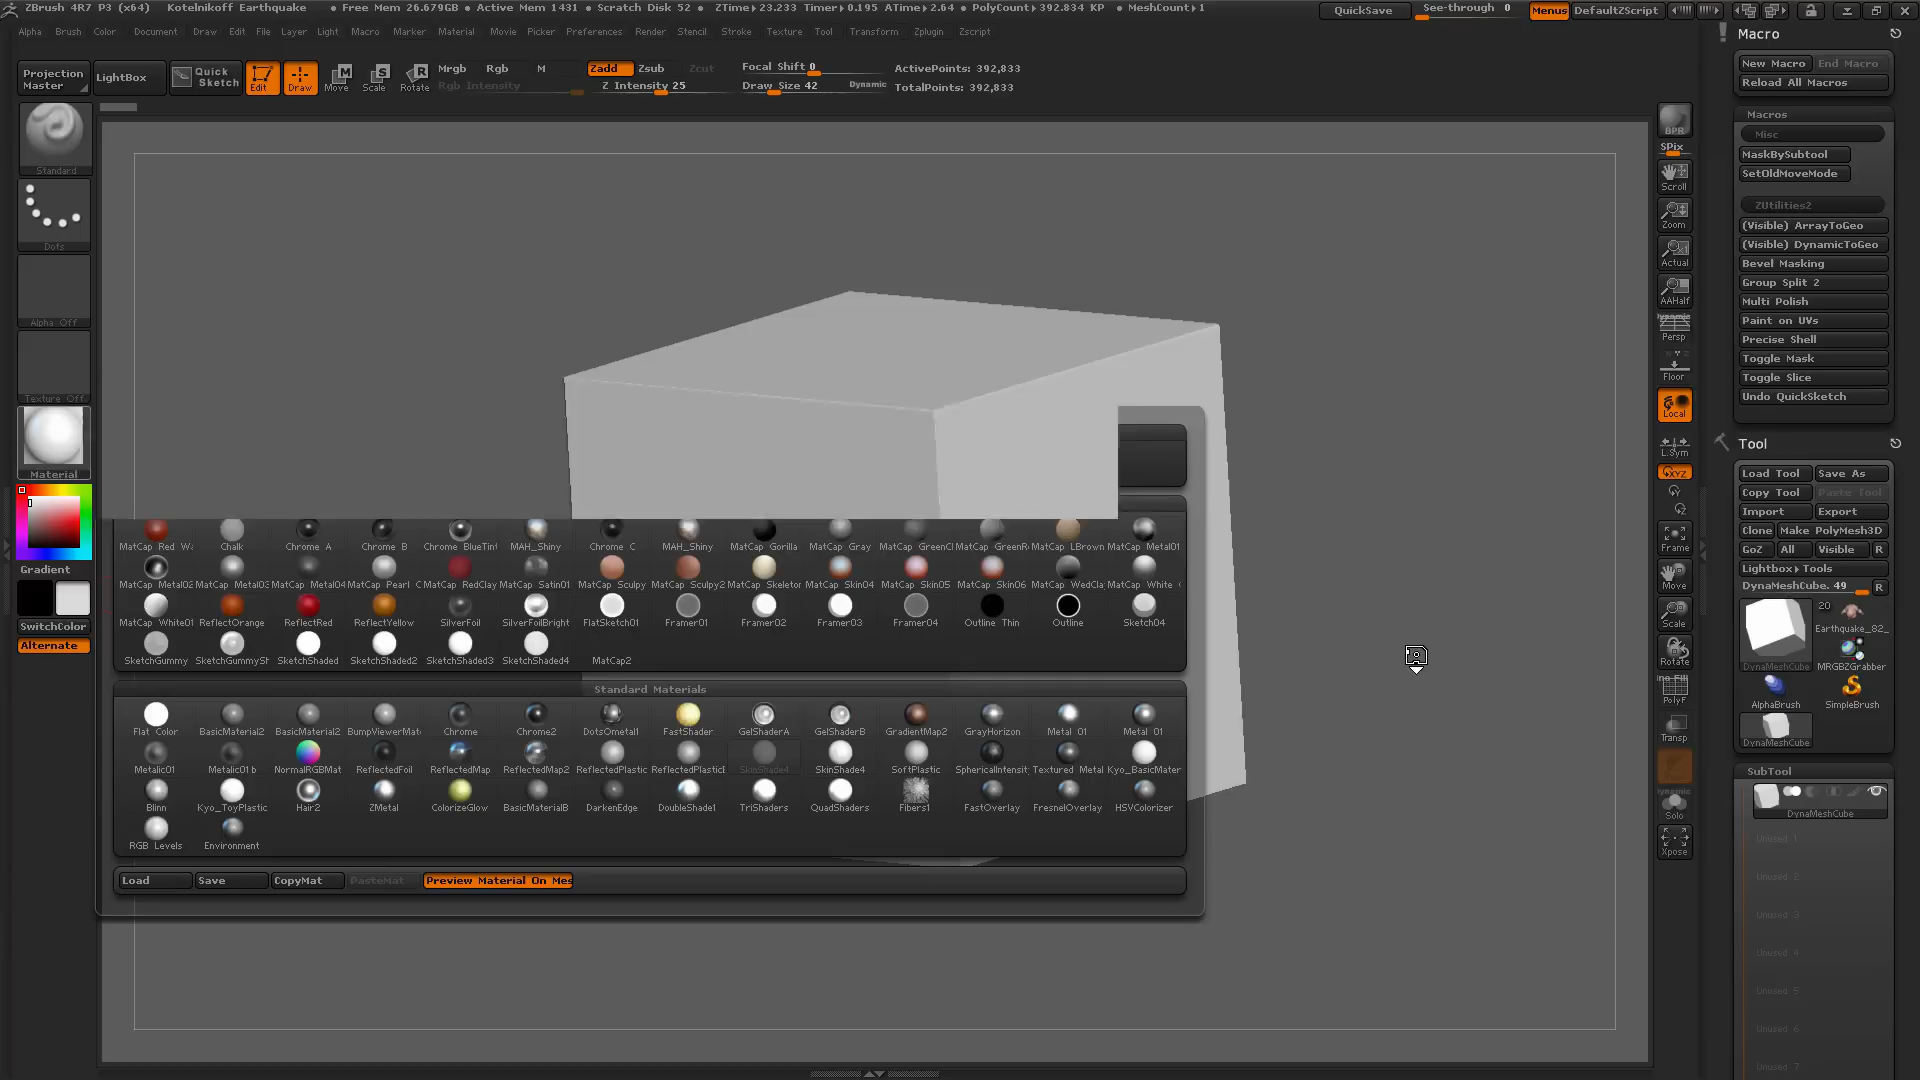 ZBrush 4R7 P3 (x64) Kotelnikoff Earthquake • Free Mem 26.679GB • Active Mem 1431 • Scratch Disk 52 • ZTime▸23.233 Timer▸0.195 ATime▸2.64 • PolyCount▸392.834 KP • MeshCount▸1 QuickSave See-through 0 Menus DefaultZScript
Alpha Brush Color Document Draw Edit File Layer Light Macro Marker Material Movie Picker Preferences Render Stencil Stroke Texture Tool Transform Zplugin Zscript
Projection Master LightBox Quick Sketch Edit Draw Move Scale Rotate
Mrgb Rgb M Zadd Zsub Zcut Focal Shift 0 ActivePoints: 392,833
Rgb Intensity Z Intensity 25 Draw Size 42 Dynamic TotalPoints: 392,833
Standard
Dots
Alpha Off
Texture Off
Material
Gradient
SwitchColor
Alternate
MatCap Red Wa Chalk Chrome A Chrome B Chrome BlueTint MAH_Shiny Chrome C MAH_Shiny MatCap Gorilla MatCap Gray MatCap GreenCl MatCap GreenRo MatCap LBrown MatCap Metal01
MatCap Metal02 MatCap Metal03 MatCap Metal04 MatCap Pearl C MatCap RedClay MatCap Satin01 MatCap Sculpy MatCap Sculpy2 MatCap Skeletor MatCap Skin04 MatCap Skin05 MatCap Skin06 MatCap WedClay MatCap White
MatCap White01 ReflectOrange ReflectRed ReflectYellow SilverFoil SilverFoilBright FlatSketch01 Framer01 Framer02 Framer03 Framer04 Outline Thin Outline Sketch04
SketchGummy SketchGummySh SketchShaded SketchShaded2 SketchShaded3 SketchShaded4 MatCap2
Standard Materials
Flat Color BasicMaterial2 BasicMaterial2 BumpViewerMat Chrome Chrome2 DotsOmetal1 FastShader GelShaderA GelShaderB GradientMap2 GrayHorizon Metal 01 Metal 01
Metalic01 Metalic01 b NormalRGBMat ReflectedFoil ReflectedMap ReflectedMap2 ReflectedPlastic ReflectedPlasticB SkinShade4 SkinShade4 SoftPlastic SphericalIntensit Textured Metal Kyo_BasicMater
Blinn Kyo_ToyPlastic Hair2 ZMetal ColorizeGlow BasicMaterialB DarkenEdge DoubleShade1 TriShaders QuadShaders Fibers1 FastOverlay FresnelOverlay HSVColorizer
RGB Levels Environment
Load Save CopyMat PasteMat Preview Material On Mes
BPR
SPix
Scroll
Zoom
Actual
AAHalf
Dynamic
Persp
Floor
Local
L.Sym
XYZ
Frame
Move
Scale
Rotate
PolyF
Transp
Dynamic
Solo
Xpose
Macro
New Macro End Macro
Reload All Macros
Macros
Misc
MaskBySubtool
SetOldMoveMode
ZUtilities2
(Visible) ArrayToGeo
(Visible) DynamicToGeo
Bevel Masking
Group Split 2
Multi Polish
Paint on UVs
Precise Shell
Toggle Mask
Toggle Slice
Undo QuickSketch
Tool
Load Tool Save As
Copy Tool Paste Tool
Import Export
Clone Make PolyMesh3D
GoZ All Visible R
Lightbox▸Tools
DynaMeshCube. 49 R
20
Earthquake_82_
DynaMeshCube MRGBZGrabber
AlphaBrush SimpleBrush
DynaMeshCube
SubTool
DynaMeshCube
Unused 1
Unused 2
Unused 3
Unused 4
Unused 5
Unused 6
Unused 7